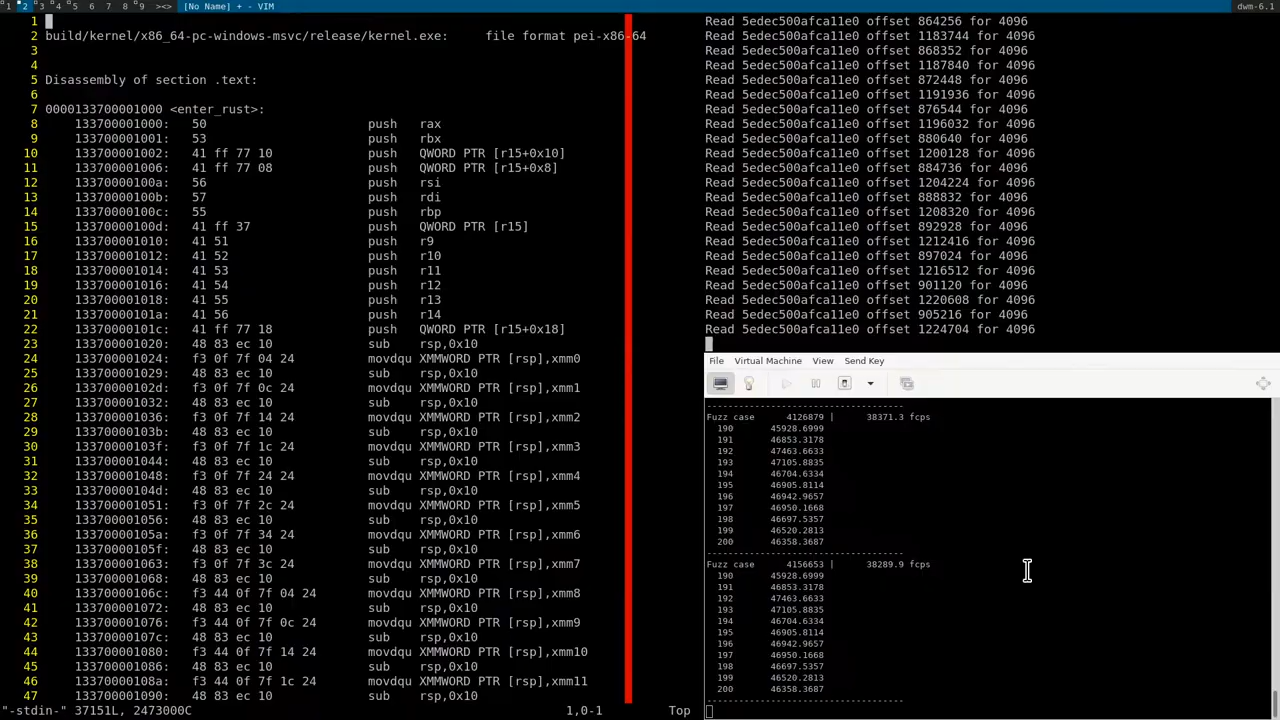 1 2 3 4 5 6 7 8 9 ><> [No Name] + - VIM dwm-6.1
1
2 build/kernel/x86_64-pc-windows-msvc/release/kernel.exe:     file format pei-x86-64
3
4
5 Disassembly of section .text:
6
7 0000133700001000 <enter_rust>:
8     133700001000:  50                      push   rax
9     133700001001:  53                      push   rbx
10     133700001002:  41 ff 77 10             push   QWORD PTR [r15+0x10]
11     133700001006:  41 ff 77 08             push   QWORD PTR [r15+0x8]
12     13370000100a:  56                      push   rsi
13     13370000100b:  57                      push   rdi
14     13370000100c:  55                      push   rbp
15     13370000100d:  41 ff 37                push   QWORD PTR [r15]
16     133700001010:  41 51                   push   r9
17     133700001012:  41 52                   push   r10
18     133700001014:  41 53                   push   r11
19     133700001016:  41 54                   push   r12
20     133700001018:  41 55                   push   r13
21     13370000101a:  41 56                   push   r14
22     13370000101c:  41 ff 77 18             push   QWORD PTR [r15+0x18]
23     133700001020:  48 83 ec 10             sub    rsp,0x10
24     133700001024:  f3 0f 7f 04 24          movdqu XMMWORD PTR [rsp],xmm0
25     133700001029:  48 83 ec 10             sub    rsp,0x10
26     13370000102d:  f3 0f 7f 0c 24          movdqu XMMWORD PTR [rsp],xmm1
27     133700001032:  48 83 ec 10             sub    rsp,0x10
28     133700001036:  f3 0f 7f 14 24          movdqu XMMWORD PTR [rsp],xmm2
29     13370000103b:  48 83 ec 10             sub    rsp,0x10
30     13370000103f:  f3 0f 7f 1c 24          movdqu XMMWORD PTR [rsp],xmm3
31     133700001044:  48 83 ec 10             sub    rsp,0x10
32     133700001048:  f3 0f 7f 24 24          movdqu XMMWORD PTR [rsp],xmm4
33     13370000104d:  48 83 ec 10             sub    rsp,0x10
34     133700001051:  f3 0f 7f 2c 24          movdqu XMMWORD PTR [rsp],xmm5
35     133700001056:  48 83 ec 10             sub    rsp,0x10
36     13370000105a:  f3 0f 7f 34 24          movdqu XMMWORD PTR [rsp],xmm6
37     13370000105f:  48 83 ec 10             sub    rsp,0x10
38     133700001063:  f3 0f 7f 3c 24          movdqu XMMWORD PTR [rsp],xmm7
39     133700001068:  48 83 ec 10             sub    rsp,0x10
40     13370000106c:  f3 44 0f 7f 04 24       movdqu XMMWORD PTR [rsp],xmm8
41     133700001072:  48 83 ec 10             sub    rsp,0x10
42     133700001076:  f3 44 0f 7f 0c 24       movdqu XMMWORD PTR [rsp],xmm9
43     13370000107c:  48 83 ec 10             sub    rsp,0x10
44     133700001080:  f3 44 0f 7f 14 24       movdqu XMMWORD PTR [rsp],xmm10
45     133700001086:  48 83 ec 10             sub    rsp,0x10
46     13370000108a:  f3 44 0f 7f 1c 24       movdqu XMMWORD PTR [rsp],xmm11
47     133700001090:  48 83 ec 10             sub    rsp,0x10
"-stdin-" 37151L, 2473000C 1,0-1 Top
Read 5edec500afca11e0 offset 864256 for 4096
Read 5edec500afca11e0 offset 1183744 for 4096
Read 5edec500afca11e0 offset 868352 for 4096
Read 5edec500afca11e0 offset 1187840 for 4096
Read 5edec500afca11e0 offset 872448 for 4096
Read 5edec500afca11e0 offset 1191936 for 4096
Read 5edec500afca11e0 offset 876544 for 4096
Read 5edec500afca11e0 offset 1196032 for 4096
Read 5edec500afca11e0 offset 880640 for 4096
Read 5edec500afca11e0 offset 1200128 for 4096
Read 5edec500afca11e0 offset 884736 for 4096
Read 5edec500afca11e0 offset 1204224 for 4096
Read 5edec500afca11e0 offset 888832 for 4096
Read 5edec500afca11e0 offset 1208320 for 4096
Read 5edec500afca11e0 offset 892928 for 4096
Read 5edec500afca11e0 offset 1212416 for 4096
Read 5edec500afca11e0 offset 897024 for 4096
Read 5edec500afca11e0 offset 1216512 for 4096
Read 5edec500afca11e0 offset 901120 for 4096
Read 5edec500afca11e0 offset 1220608 for 4096
Read 5edec500afca11e0 offset 905216 for 4096
Read 5edec500afca11e0 offset 1224704 for 4096
File Virtual Machine View Send Key
------------------------------------
Fuzz case      4126879 |      38371.3 fcps
190      45928.6999
191      46853.3178
192      47463.6633
193      47105.8835
194      46704.6334
195      46905.8114
196      46942.9657
197      46950.1668
198      46697.5357
199      46520.2813
200      46358.3687
------------------------------------
Fuzz case      4156653 |      38289.9 fcps
190      45928.6999
191      46853.3178
192      47463.6633
193      47105.8835
194      46704.6334
195      46905.8114
196      46942.9657
197      46950.1668
198      46697.5357
199      46520.2813
200      46358.3687
------------------------------------